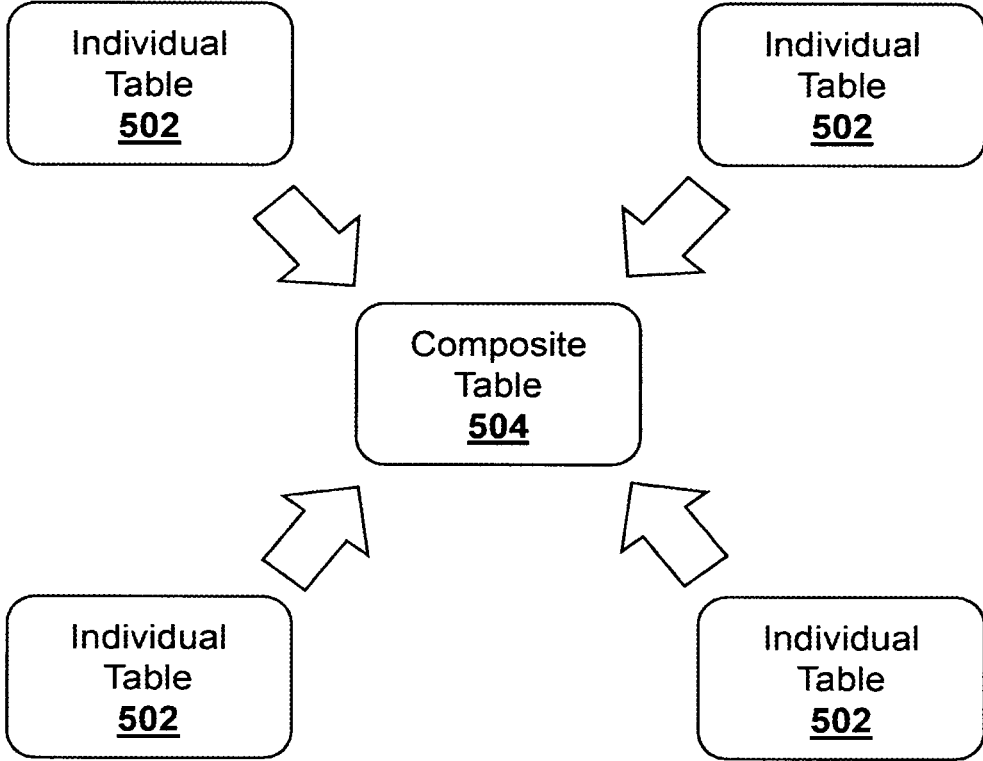 Individual
Table
502
Individual
Table
502
Composite
Table
504
Individual
Table
502
Individual
Table
502